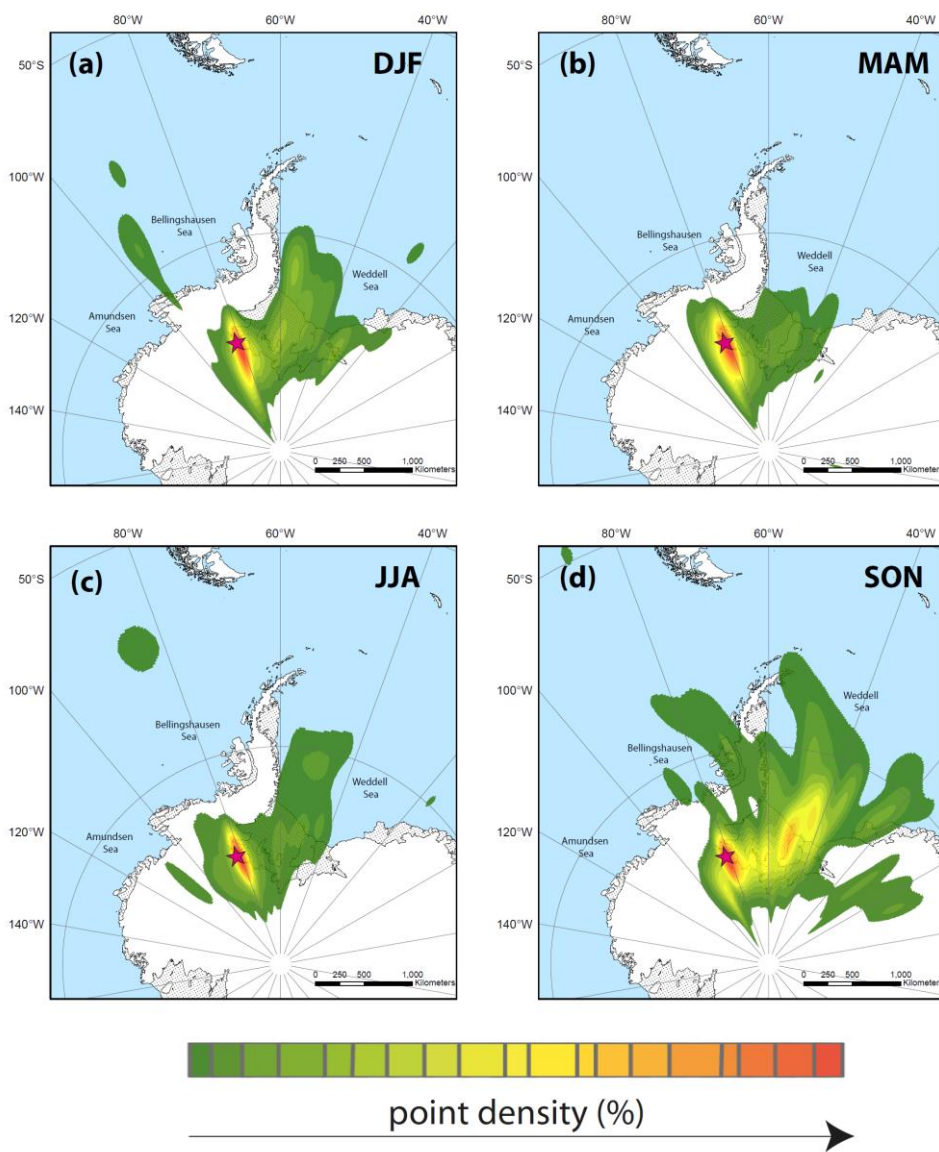 80°W 60°W 40°W
80°W 60°W 40°W
(a) DJF
(b) MAM
50°S
100°W
120°W
140°W
Bellingshausen
Sea
Weddell
Sea
Amundsen
Sea
0 250 500 1,000
Kilometers
Bellingshausen
Sea
Weddell
Sea
Amundsen
Sea
50°S
100°W
120°W
140°W
0 250 500 1,000
Kilometers
80°W 60°W 40°W
80°W 60°W 40°W
(c) JJA
(d) SON
50°S
100°W
120°W
140°W
Bellingshausen
Sea
Weddell
Sea
Amundsen
Sea
0 250 500 1,000
Kilometers
50°S
100°W
120°W
140°W
Weddell
Sea
Bellingshausen
Sea
Amundsen
Sea
0 250 500 1,000
Kilometers
point density (%)